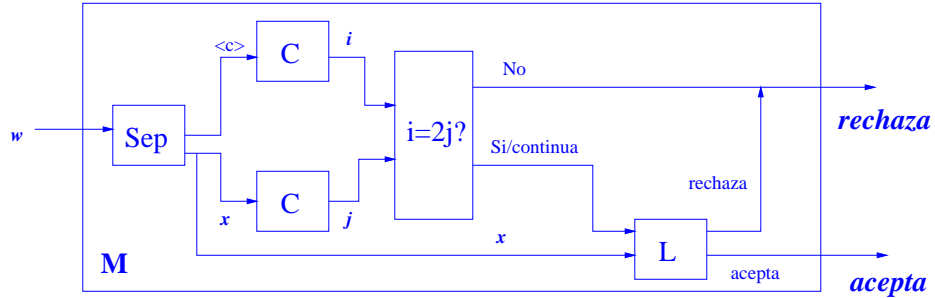 <c>
i
C
No
rechaza
w
Sep
i=2j?
Si/continua
rechaza
C
x
j
x
L
M
acepta
acepta